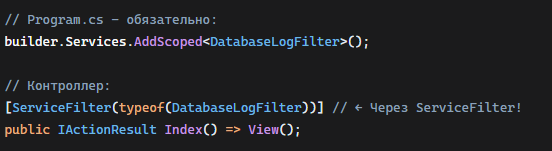 // Program.cs – обязательно:
builder.Services.AddScoped<DatabaseLogFilter>();
// Контроллер:
[ServiceFilter(typeof(DatabaseLogFilter))] // ← Через ServiceFilter!
public IActionResult Index() => View();